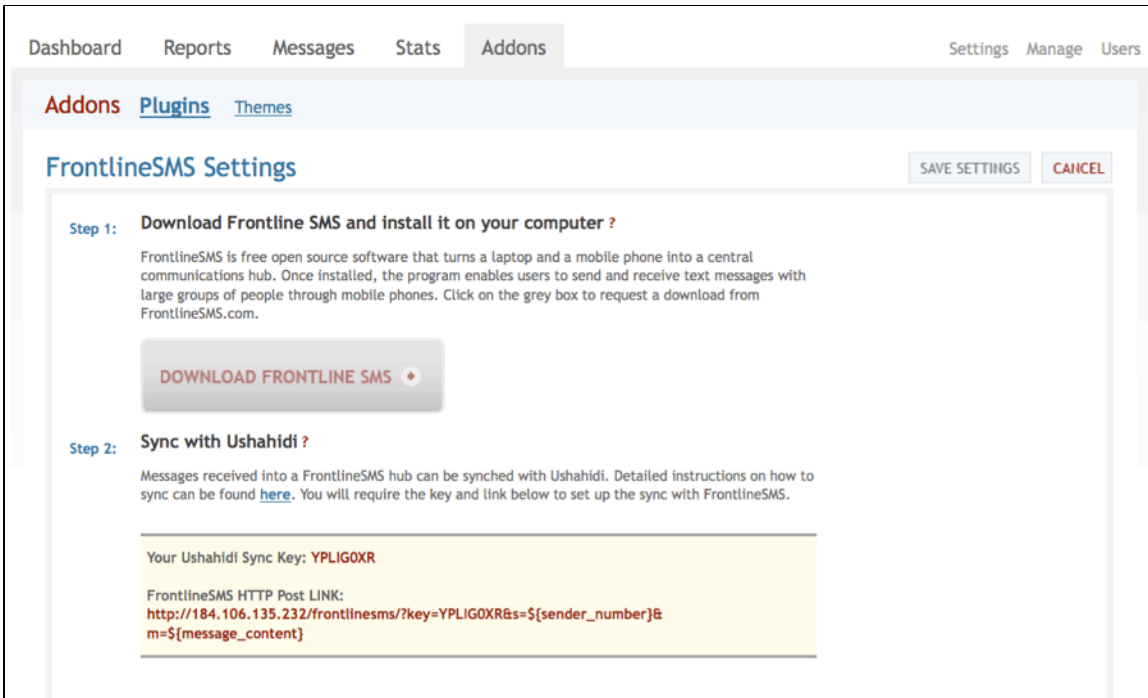 Dashboard Reports Messages Stats Addons Settings Manage Users
Addons Plugins Themes
FrontlineSMS Settings SAVE SETTINGS CANCEL
Step 1: Download Frontline SMS and install it on your computer ?
FrontlineSMS is free open source software that turns a laptop and a mobile phone into a central
communications hub. Once installed, the program enables users to send and receive text messages with
large groups of people through mobile phones. Click on the grey box to request a download from
FrontlineSMS.com.
DOWNLOAD FRONTLINE SMS
Step 2: Sync with Ushahidi ?
Messages received into a FrontlineSMS hub can be synched with Ushahidi. Detailed instructions on how to
sync can be found here. You will require the key and link below to set up the sync with FrontlineSMS.
Your Ushahidi Sync Key: YPLIG0XR
FrontlineSMS HTTP Post LINK:
http://184.106.135.232/frontlinesms/?key=YPLIG0XR&s=${sender_number}&
m=${message_content}